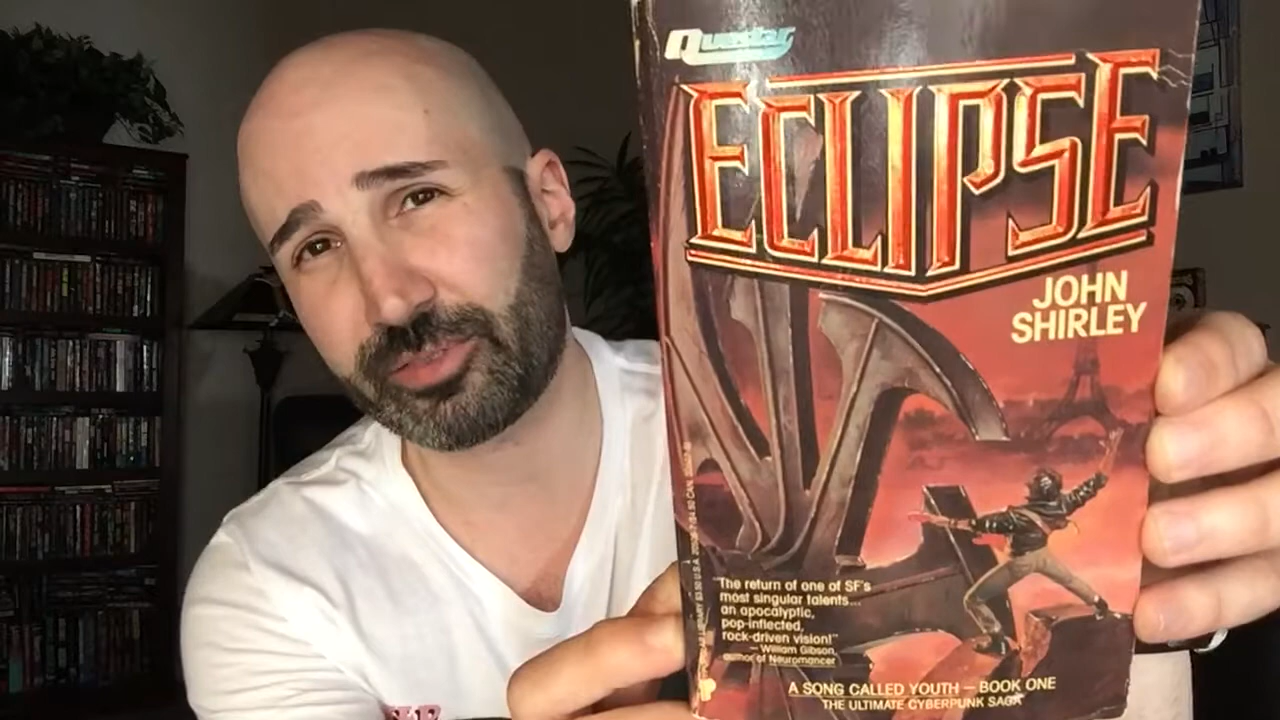 Questar
ECLIPSE
JOHN
SHIRLEY
"The return of one of SF's
most singular talents...
an apocalyptic,
pop-inflected,
rock-driven vision!"
— William Gibson,
author of Neuromancer
A SONG CALLED YOUTH — BOOK ONE
THE ULTIMATE CYBERPUNK SAGA